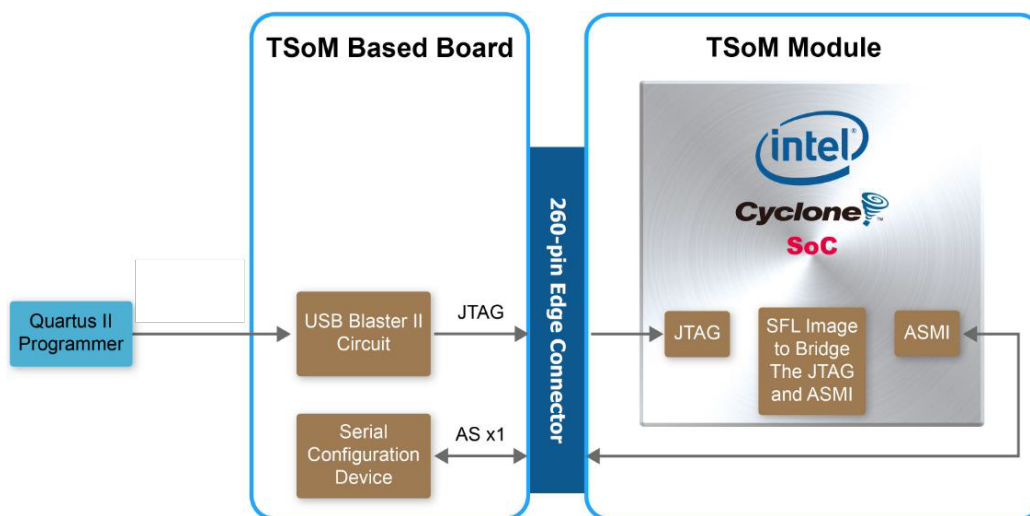 TSoM Based Board
TSoM Module
intel®
Cyclone™
SoC
260-pin Edge Connector
Quartus II
Programmer
USB Blaster II
Circuit
JTAG
JTAG
SFL Image
to Bridge
The JTAG
and ASMI
ASMI
Serial
Configuration
Device
AS x1